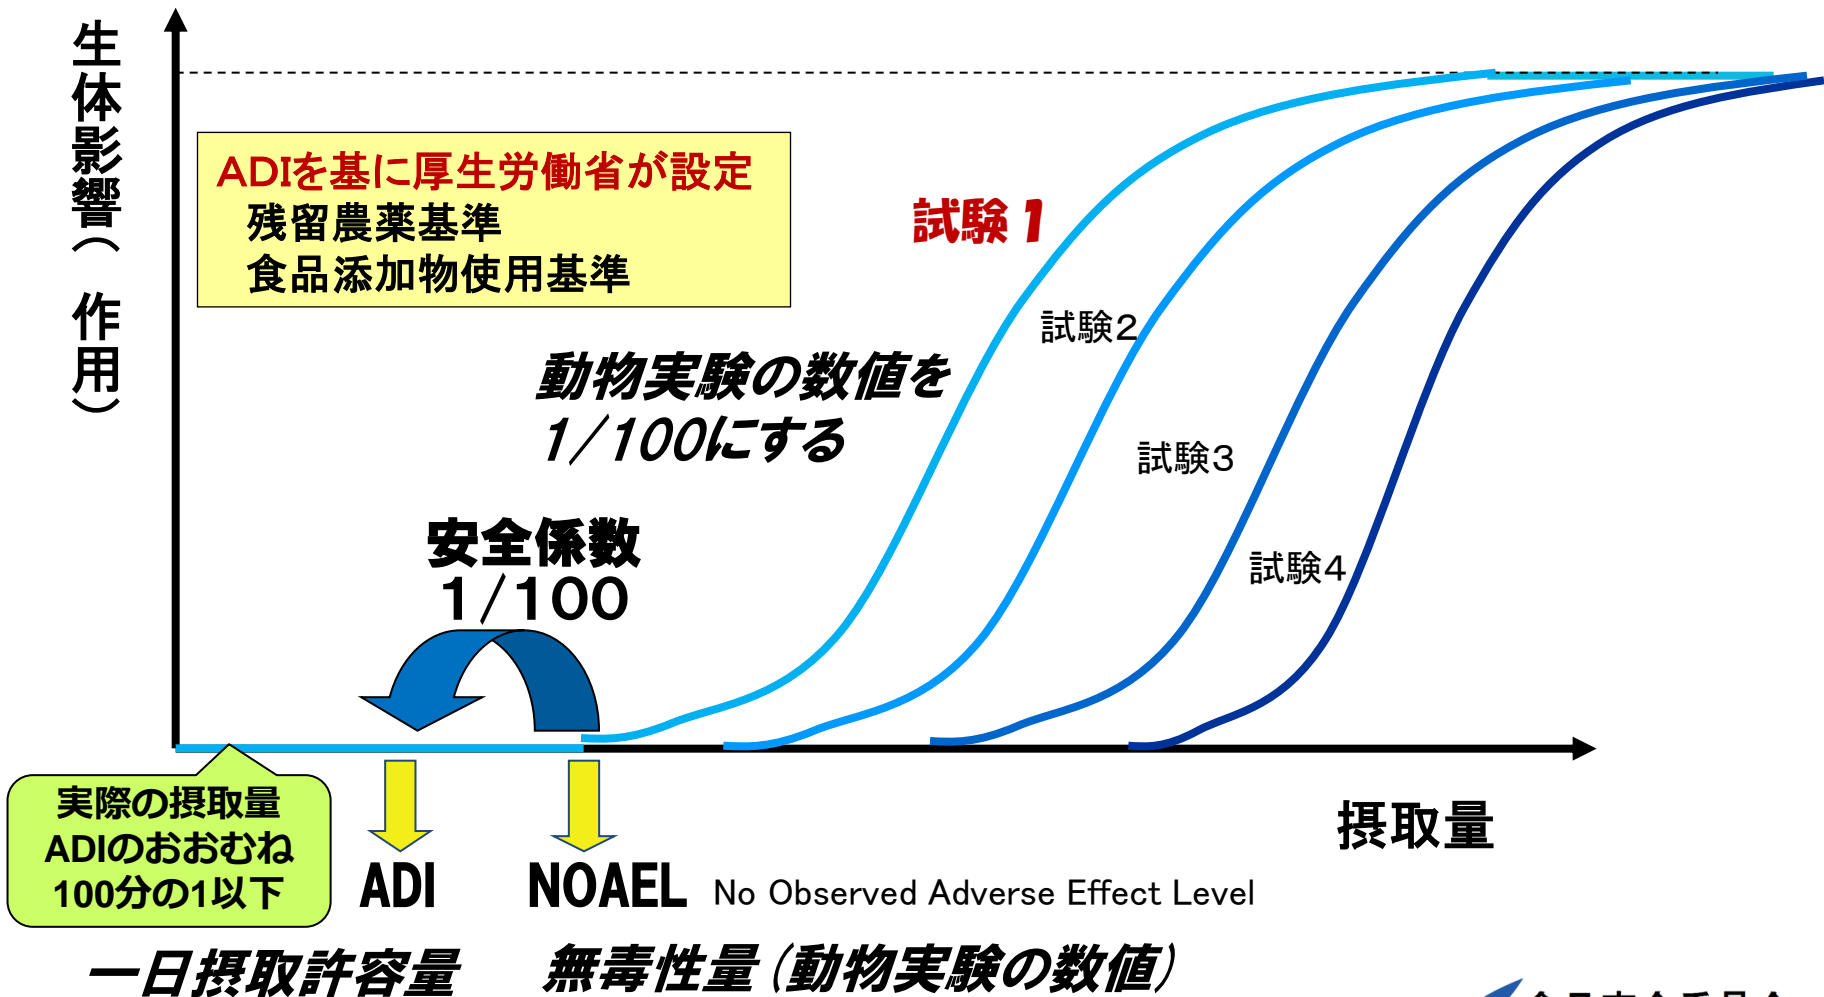 生体影響（作用）
ADIを基に厚生労働省が設定
残留農薬基準
食品添加物使用基準
試験１
試験２
動物実験の数値を
1/100にする
試験３
安全係数
1/100
試験４
実際の摂取量
ADIのおおむね
100分の1以下
摂取量
ADI
NOAEL No Observed Adverse Effect Level
一日摂取許容量
無毒性量（動物実験の数値）